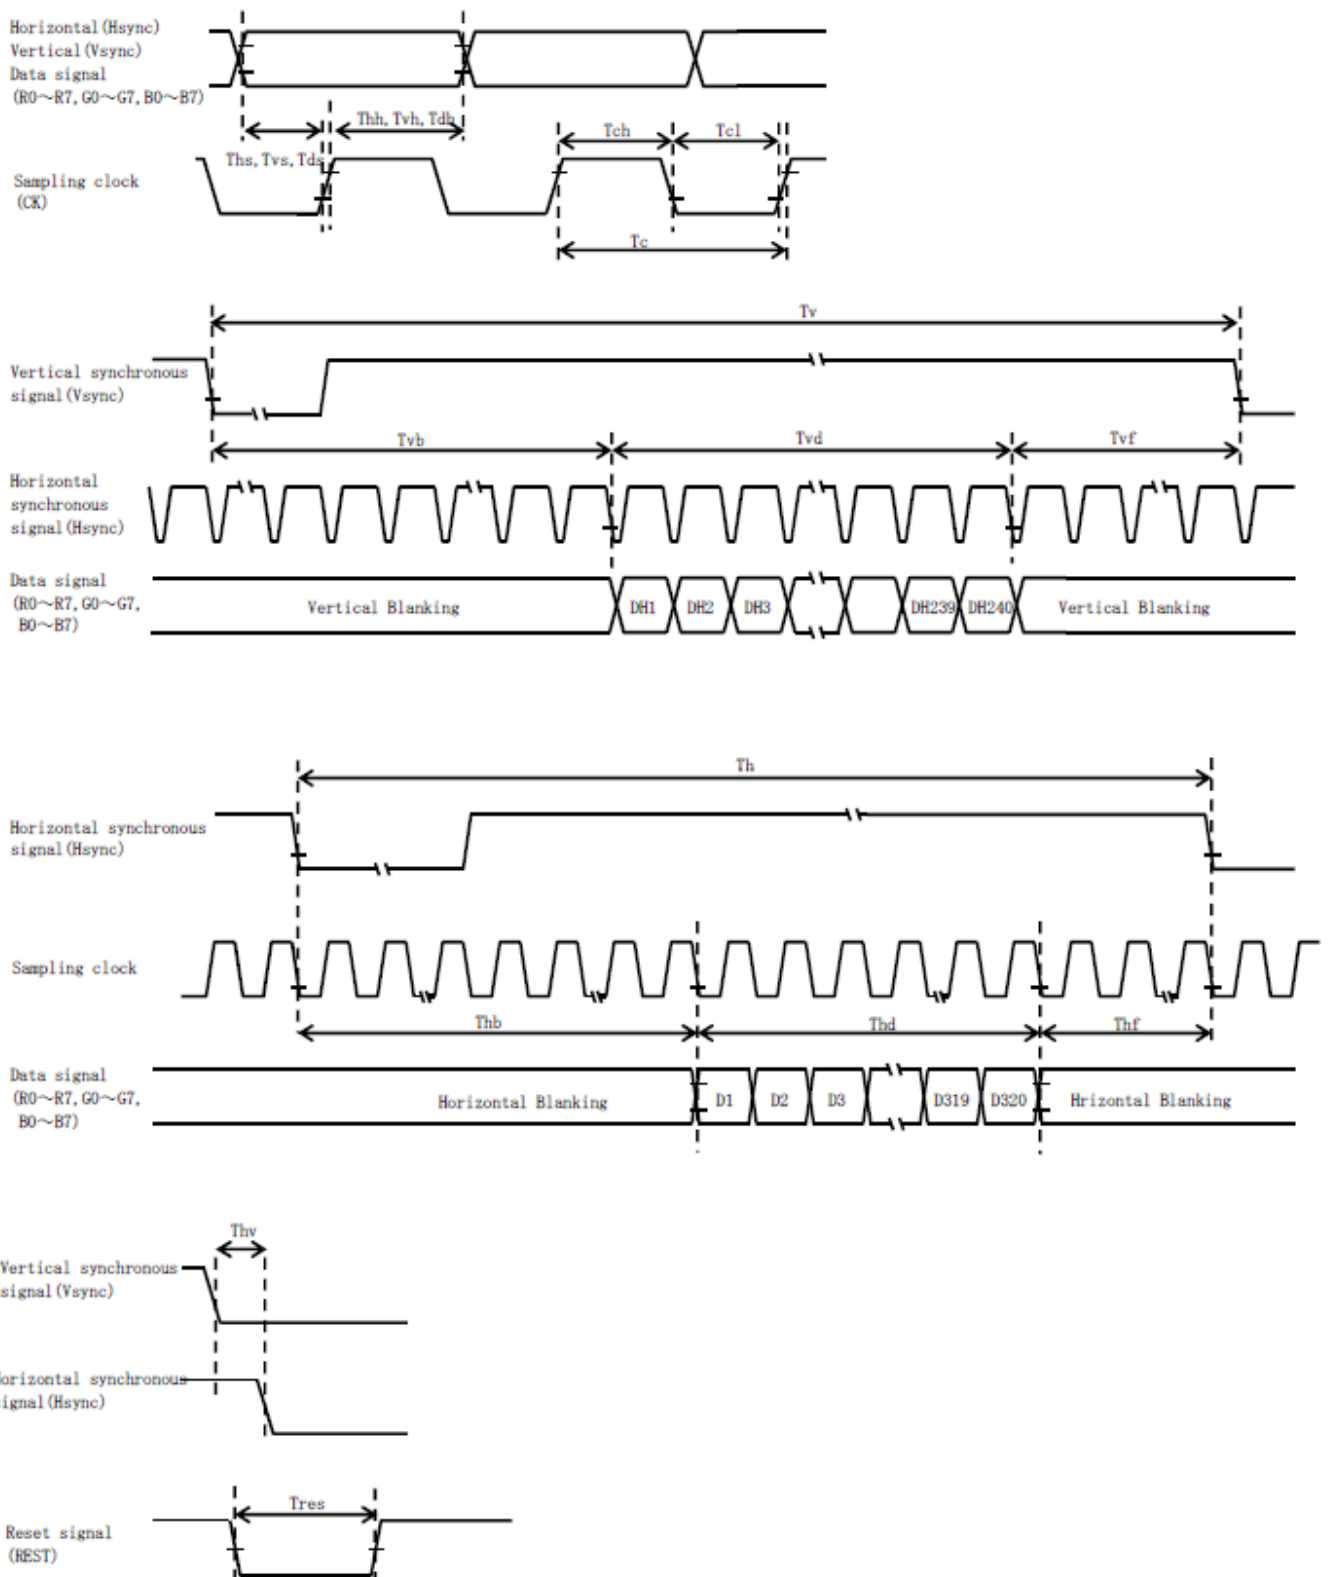 Horizontal(Hsync)
Vertical(Vsync)
Data signal
(R0～R7,G0～G7,B0～B7)
Thh,Tvh,Tdh
Tch
Tcl
Ths,Tvs,Tds
Sampling clock
(CK)
Tc
Tv
Vertical synchronous
signal(Vsync)
Tvb
Tvd
Tvf
Horizontal
synchronous
signal(Hsync)
Data signal
(R0～R7,G0～G7,
B0～B7)
Vertical Blanking
DH1
DH2
DH3
DH239
DH240
Vertical Blanking
Th
Horizontal synchronous
signal(Hsync)
Sampling clock
Thb
Thd
Thf
Data signal
(R0～R7,G0～G7,
B0～B7)
Horizontal Blanking
D1
D2
D3
D319
D320
Hrizontal Blanking
Thv
Vertical synchronous
signal(Vsync)
Horizontal synchronous
signal(Hsync)
Tres
Reset signal
(REST)